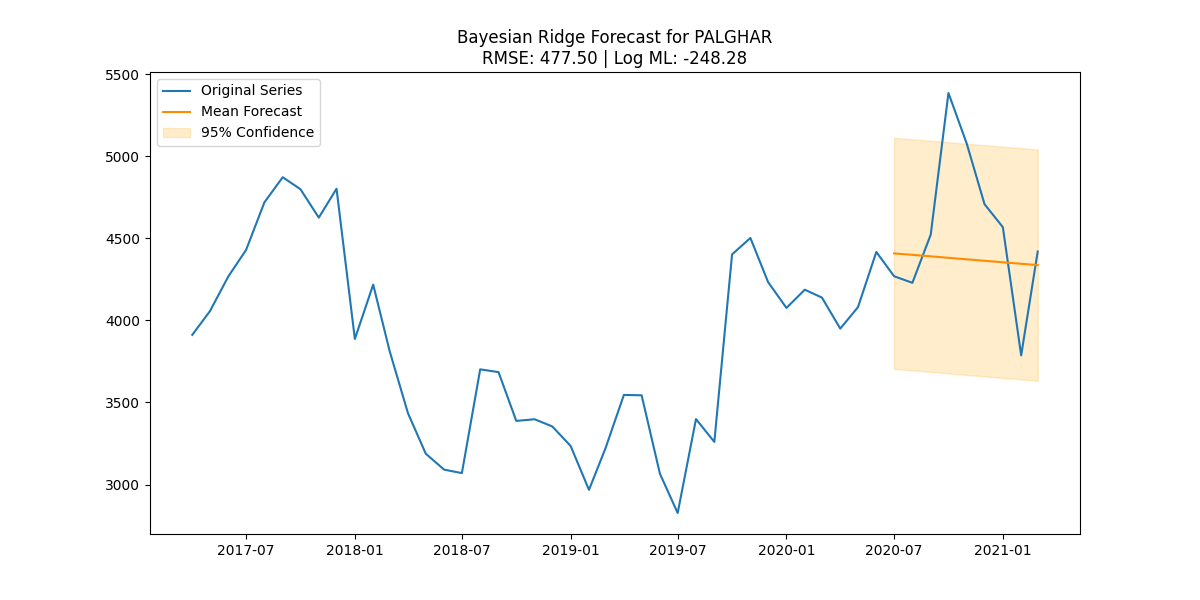 Bayesian Ridge Forecast for PALGHAR
RMSE: 477.50 | Log ML: -248.28
Original Series
Mean Forecast
95% Confidence
5500
5000
4500
4000
3500
3000
2017-07 2018-01 2018-07 2019-01 2019-07 2020-01 2020-07 2021-01